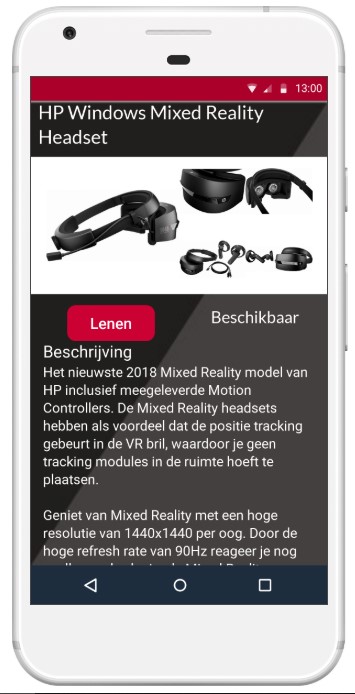 13:00
HP Windows Mixed Reality
Headset
Lenen
Beschikbaar
Beschrijving
Het nieuwste 2018 Mixed Reality model van
HP inclusief meegeleverde Motion
Controllers. De Mixed Reality headsets
hebben als voordeel dat de positie tracking
gebeurt in de VR bril, waardoor je geen
tracking modules in de ruimte hoeft te
plaatsen.
Geniet van Mixed Reality met een hoge
resolutie van 1440x1440 per oog. Door de
hoge refresh rate van 90Hz reageer je nog